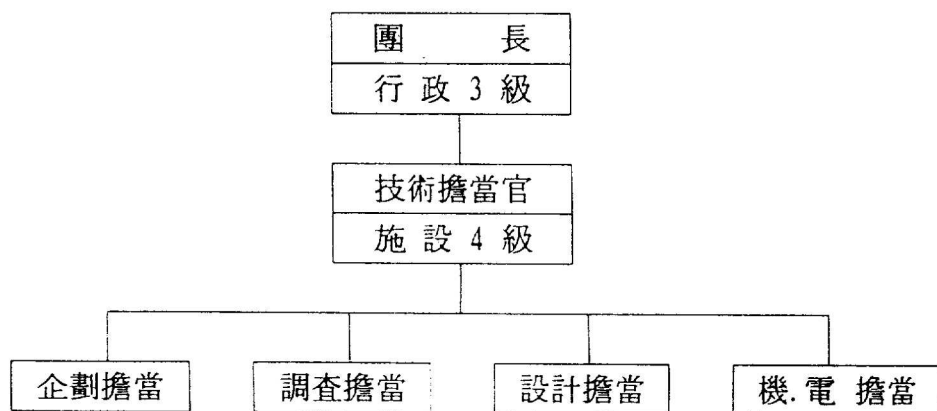 團 長
行 政 3 級
技術擔當官
施 設 4 級
企劃擔當
調査擔當
設計擔當
機.電 擔當